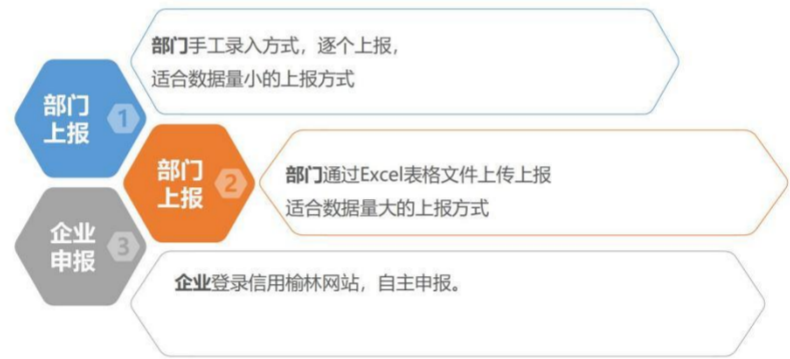 部门
上报
1
部门手工录入方式，逐个上报，
适合数据量小的上报方式
部门
上报
2
部门通过Excel表格文件上传上报
适合数据量大的上报方式
企业
申报
3
企业登录信用榆林网站，自主申报。